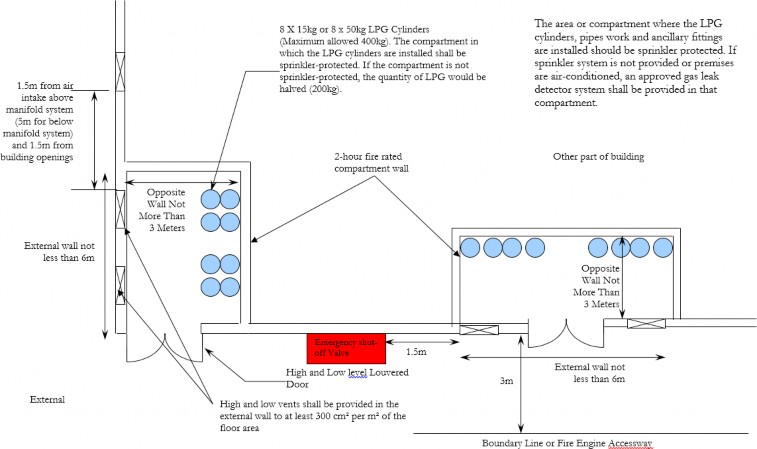 8 X 15kg or 8 x 50kg LPG Cylinders
(Maximum allowed 400kg). The compartment in
which the LPG cylinders are installed shall be
sprinkler-protected. If the compartment is not
sprinkler-protected, the quantity of LPG would be
halved (200kg).
The area or compartment where the LPG
cylinders, pipes work and ancillary fittings
are installed should be sprinkler protected. If
sprinkler system is not provided or premises
are air-conditioned, an approved gas leak
detector system shall be provided in that
compartment.
1.5m from air
intake above
manifold system
(5m for below
manifold system)
and 1.5m from
building openings
2-hour fire rated
compartment wall
Other part of building
Opposite
Wall Not
More Than
3 Meters
External wall not
less than 6m
Opposite
Wall Not
More Than
3 Meters
Emergency shut-
off Valve
1.5m
High and Low level Louvered
Door
External wall not
less than 6m
3m
External
High and low vents shall be provided in the
external wall to at least 300 cm² per m² of the
floor area
Boundary Line or Fire Engine Accessway